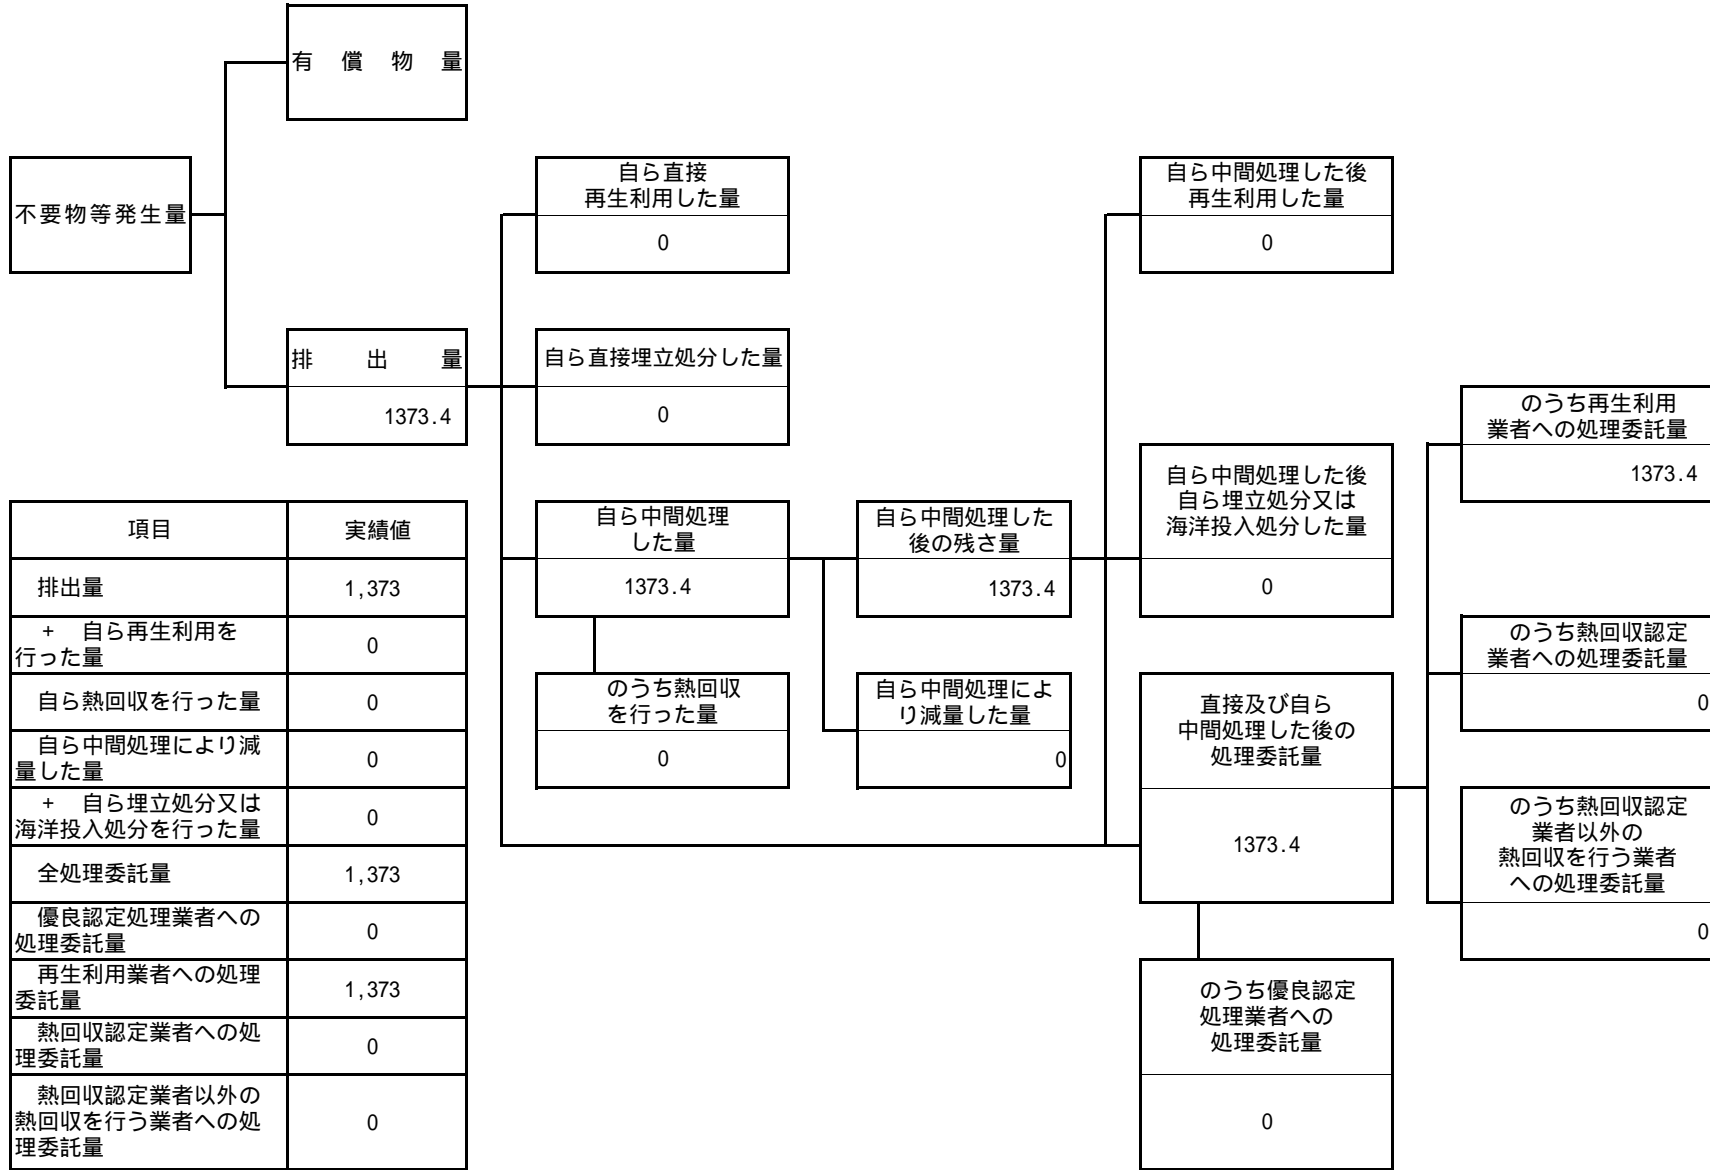 有償物量
不要物等発生量
自ら直接
再生利用した量
0
自ら中間処理した後
再生利用した量
0
排出量
1373.4
自ら直接埋立処分した量
0
のうち再生利用
業者への処理委託量
1373.4
自ら中間処理
した量
1373.4
自ら中間処理した
後の残さ量
1373.4
自ら中間処理した後
自ら埋立処分又は
海洋投入処分した量
0
のうち熱回収認定
業者への処理委託量
0
のうち熱回収
を行った量
0
自ら中間処理によ
り減量した量
0
直接及び自ら
中間処理した後の
処理委託量
1373.4
のうち熱回収認定
業者以外の
熱回収を行う業者
への処理委託量
0
のうち優良認定
処理業者への
処理委託量
0
項目 実績値
排出量 1,373
+ 自ら再生利用を
行った量 0
自ら熱回収を行った量 0
自ら中間処理により減
量した量 0
+ 自ら埋立処分又は
海洋投入処分を行った量 0
全処理委託量 1,373
優良認定処理業者への
処理委託量 0
再生利用業者への処理
委託量 1,373
熱回収認定業者への処
理委託量 0
熱回収認定業者以外の
熱回収を行う業者への処
理委託量 0